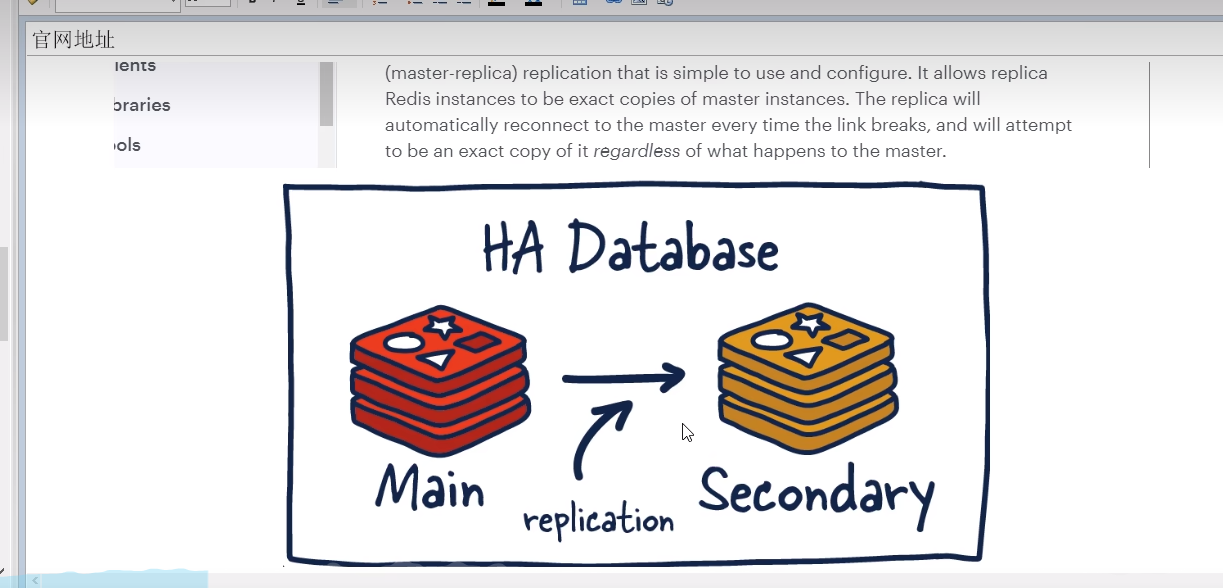 官网地址
(master-replica) replication that is simple to use and configure. It allows replica
Redis instances to be exact copies of master instances. The replica will
automatically reconnect to the master every time the link breaks, and will attempt
to be an exact copy of it regardless of what happens to the master.
HA Database
Main
replication
Secondary